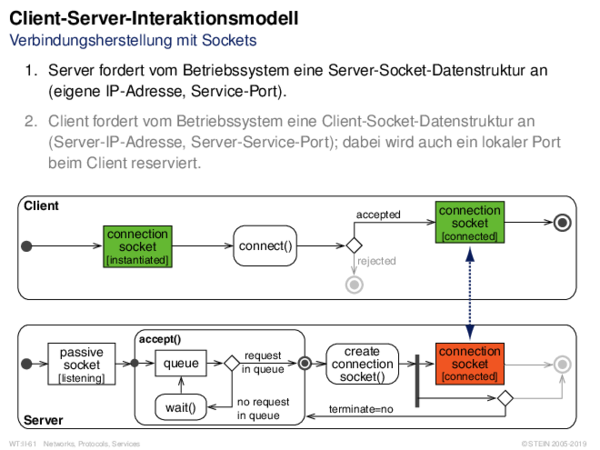 Client-Server-Interaktionsmodell
Verbindungsherstellung mit Sockets
1. Server fordert vom Betriebssystem eine Server-Socket-Datenstruktur an
(eigene IP-Adresse, Service-Port).
2. Client fordert vom Betriebssystem eine Client-Socket-Datenstruktur an
(Server-IP-Adresse, Server-Service-Port); dabei wird auch ein lokaler Port
beim Client reserviert.
Client
connection
socket
[instantiated]
connect()
accepted
rejected
connection
socket
[connected]
accept()
passive
socket
[listening]
queue
request
in queue
wait()
no request
in queue
create
connection
socket()
connection
socket
[connected]
terminate=no
Server
WT:II-61 Networks, Protocols, Services
© STEIN 2005-2019